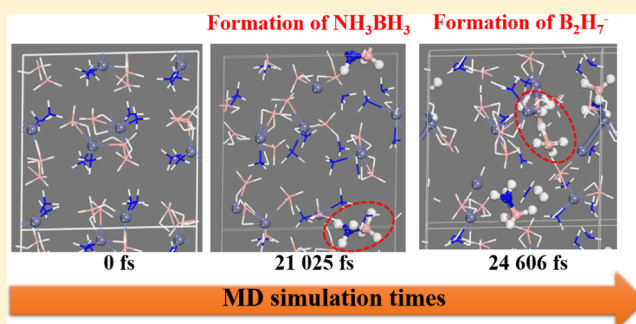 Formation of NH₃BH₃ Formation of B₂H₇⁻
0 fs 21 025 fs 24 606 fs
MD simulation times